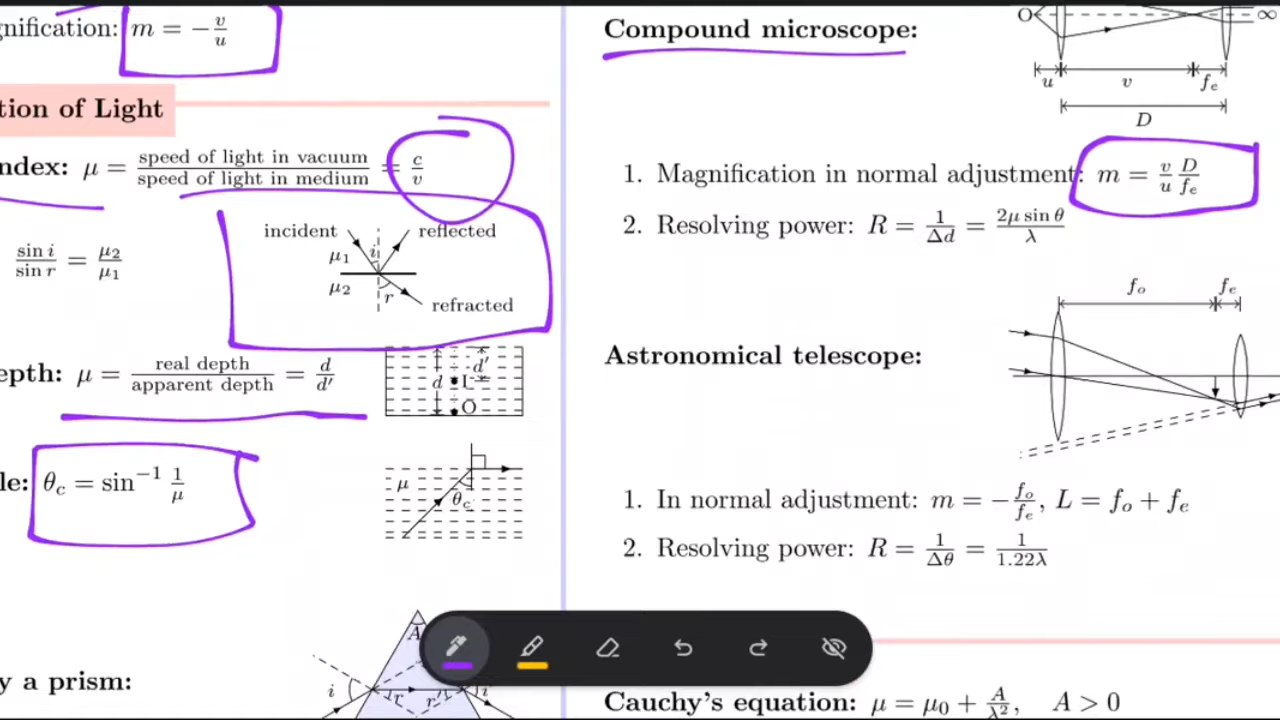 nification: m = − v/u
tion of Light
ndex: μ = speed of light in vacuum / speed of light in medium = c/v
incident reflected
μ1 i
μ2 r
refracted
sin i / sin r = μ2 / μ1
epth: μ = real depth / apparent depth = d / d′
d′
d I
O
le: θc = sin⁻¹ 1/μ
μ
θc
A
y a prism:
i r r′ i′
Compound microscope:
O ∞
u v fe
D
1. Magnification in normal adjustment: m = v/u D/fe
2. Resolving power: R = 1/Δd = 2μ sin θ / λ
fo fe
Astronomical telescope:
1. In normal adjustment: m = − fo/fe, L = fo + fe
2. Resolving power: R = 1/Δθ = 1/1.22λ
Cauchy's equation: μ = μ0 + A/λ², A > 0